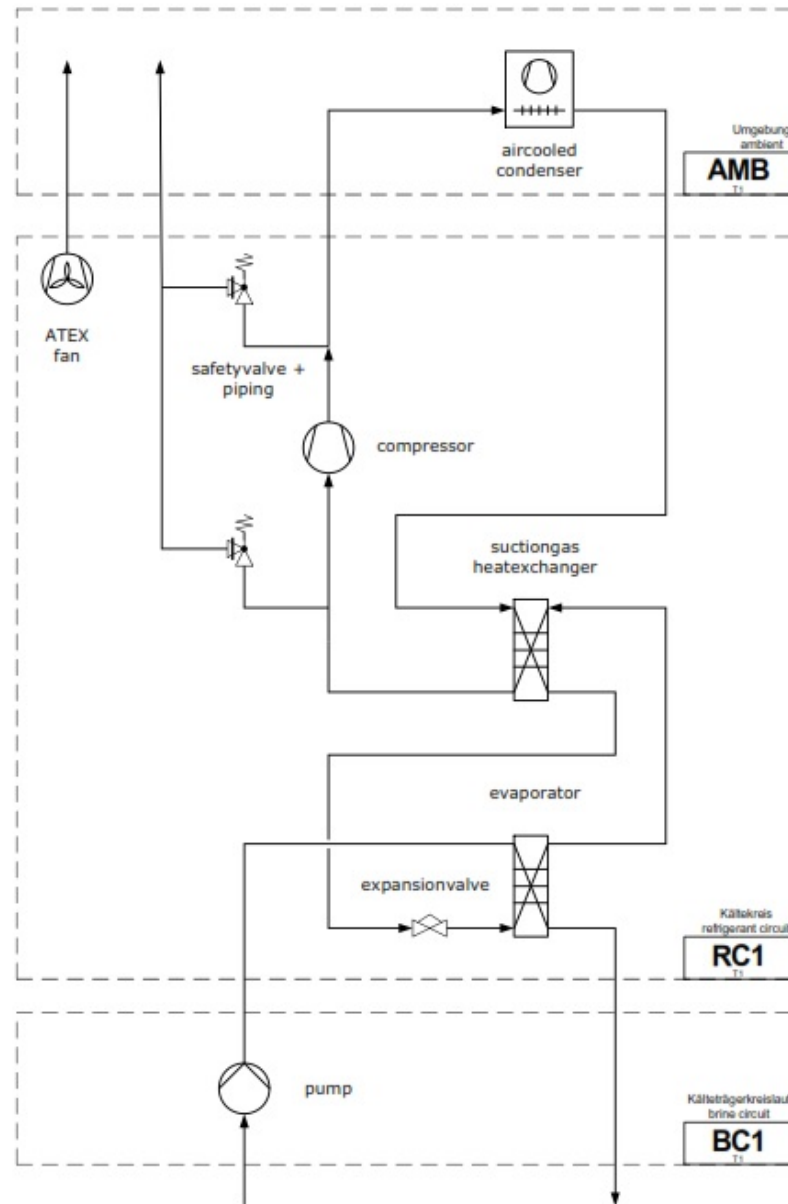 aircooled
condenser
Umgebung
ambient
AMB
T1
ATEX
fan
safetyvalve +
piping
compressor
suctiongas
heatexchanger
evaporator
expansionvalve
Kältekreis
refrigerant circuit
RC1
T1
pump
Kälteträgerkreislauf
brine circuit
BC1
T1